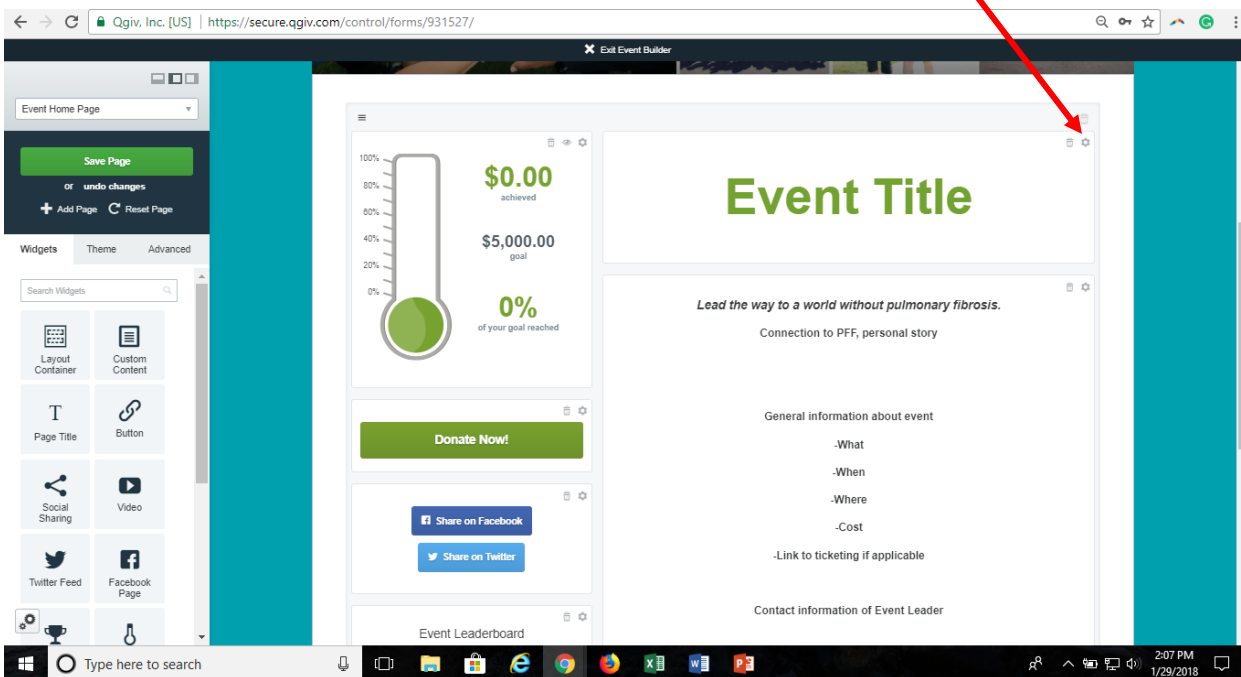 Qgiv, Inc. [US] | https://secure.qgiv.com/control/forms/931527/
Exit Event Builder
Event Home Page
Save Page
or undo changes
Add Page Reset Page
Widgets Theme Advanced
Search Widgets
Layout Container
Custom Content
Page Title
Button
Social Sharing
Video
Twitter Feed
Facebook Page
100%
80%
60%
40%
20%
0%
$0.00
achieved
$5,000.00
goal
0%
of your goal reached
Donate Now!
Share on Facebook
Share on Twitter
Event Leaderboard
Event Title
Lead the way to a world without pulmonary fibrosis.
Connection to PFF, personal story
General information about event
-What
-When
-Where
-Cost
-Link to ticketing if applicable
Contact information of Event Leader
Type here to search
2:07 PM
1/29/2018